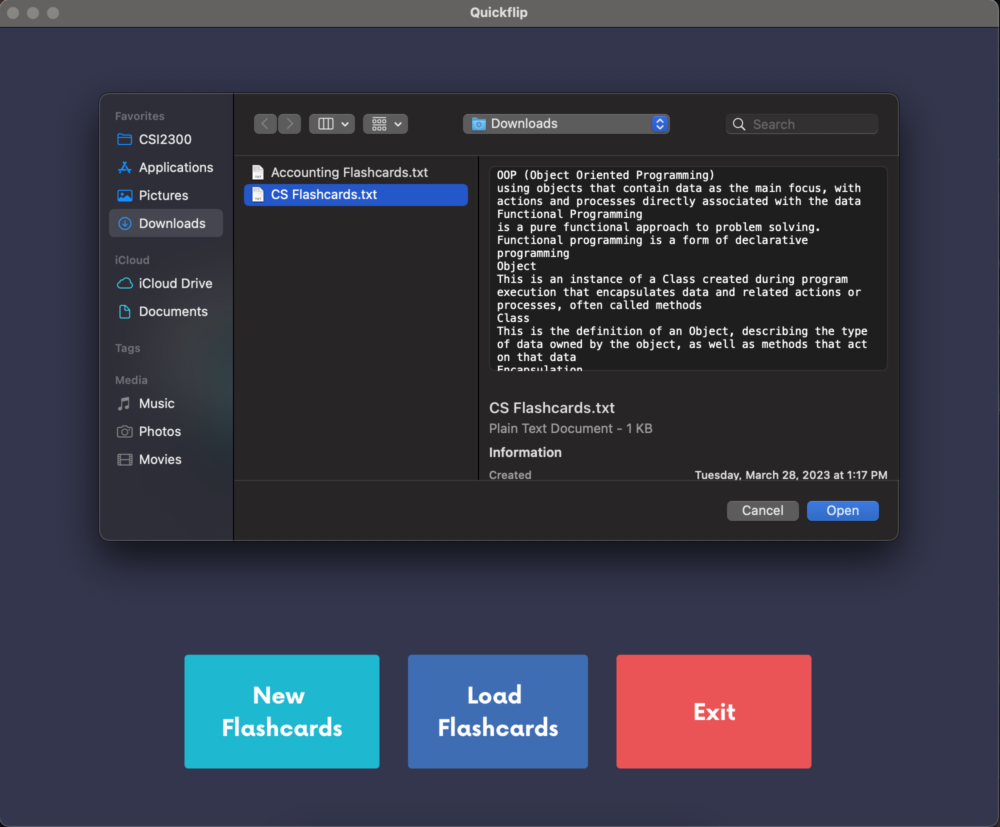 Quickflip
Favorites
CSI2300
Applications
Pictures
Downloads
iCloud
iCloud Drive
Documents
Tags
Media
Music
Photos
Movies
Downloads
Search
Accounting Flashcards.txt
CS Flashcards.txt
OOP (Object Oriented Programming)
using objects that contain data as the main focus, with
actions and processes directly associated with the data
Functional Programming
is a pure functional approach to problem solving.
Functional programming is a form of declarative
programming
Object
This is an instance of a Class created during program
execution that encapsulates data and related actions or
processes, often called methods
Class
This is the definition of an Object, describing the type
of data owned by the object, as well as methods that act
on that data
Encapsulation
CS Flashcards.txt
Plain Text Document - 1 KB
Information
Created Tuesday, March 28, 2023 at 1:17 PM
Cancel
Open
New
Flashcards
Load
Flashcards
Exit